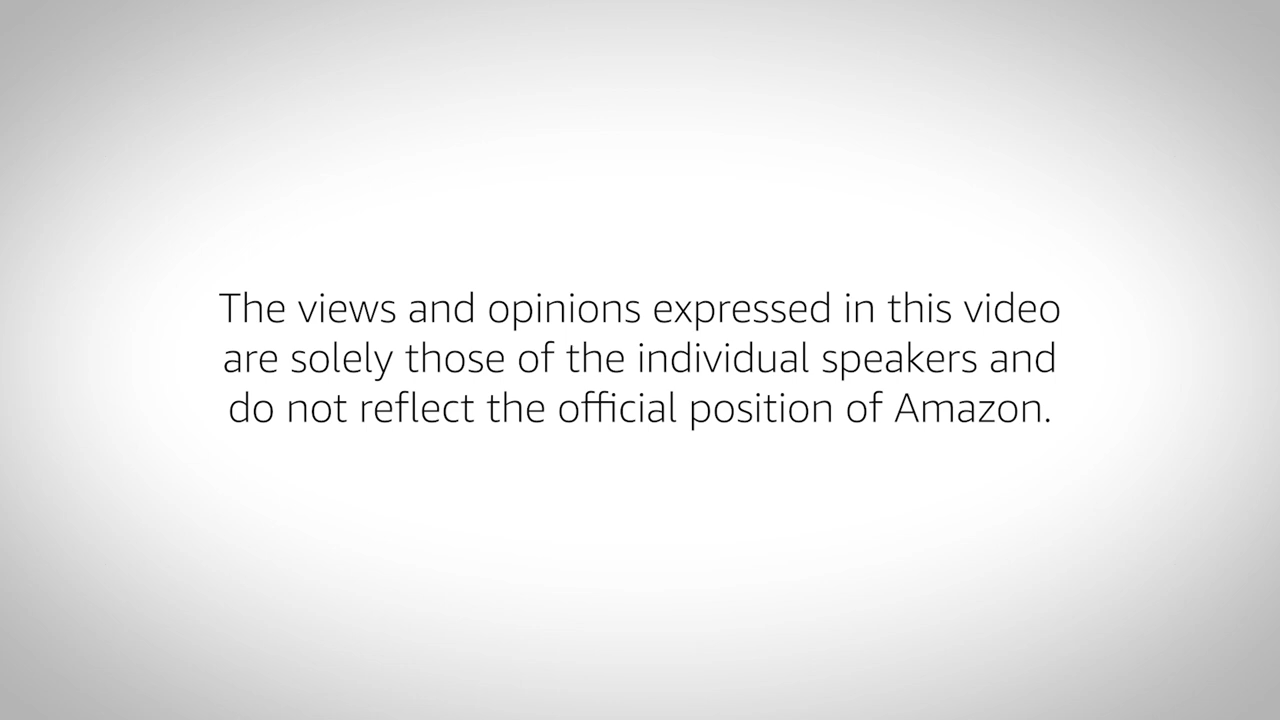 The views and opinions expressed in this video
are solely those of the individual speakers and
do not reflect the official position of Amazon.